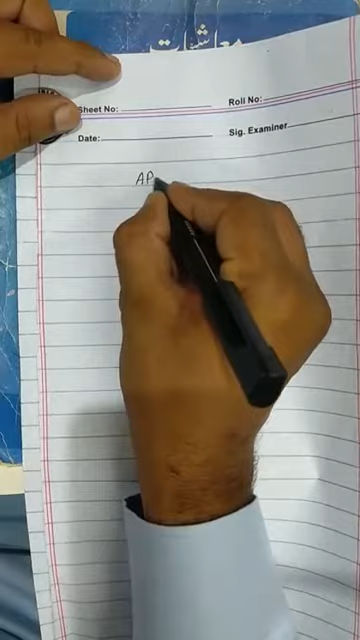 معاشیات
Sheet No: Roll No:
Date: Sig. Examiner
AP